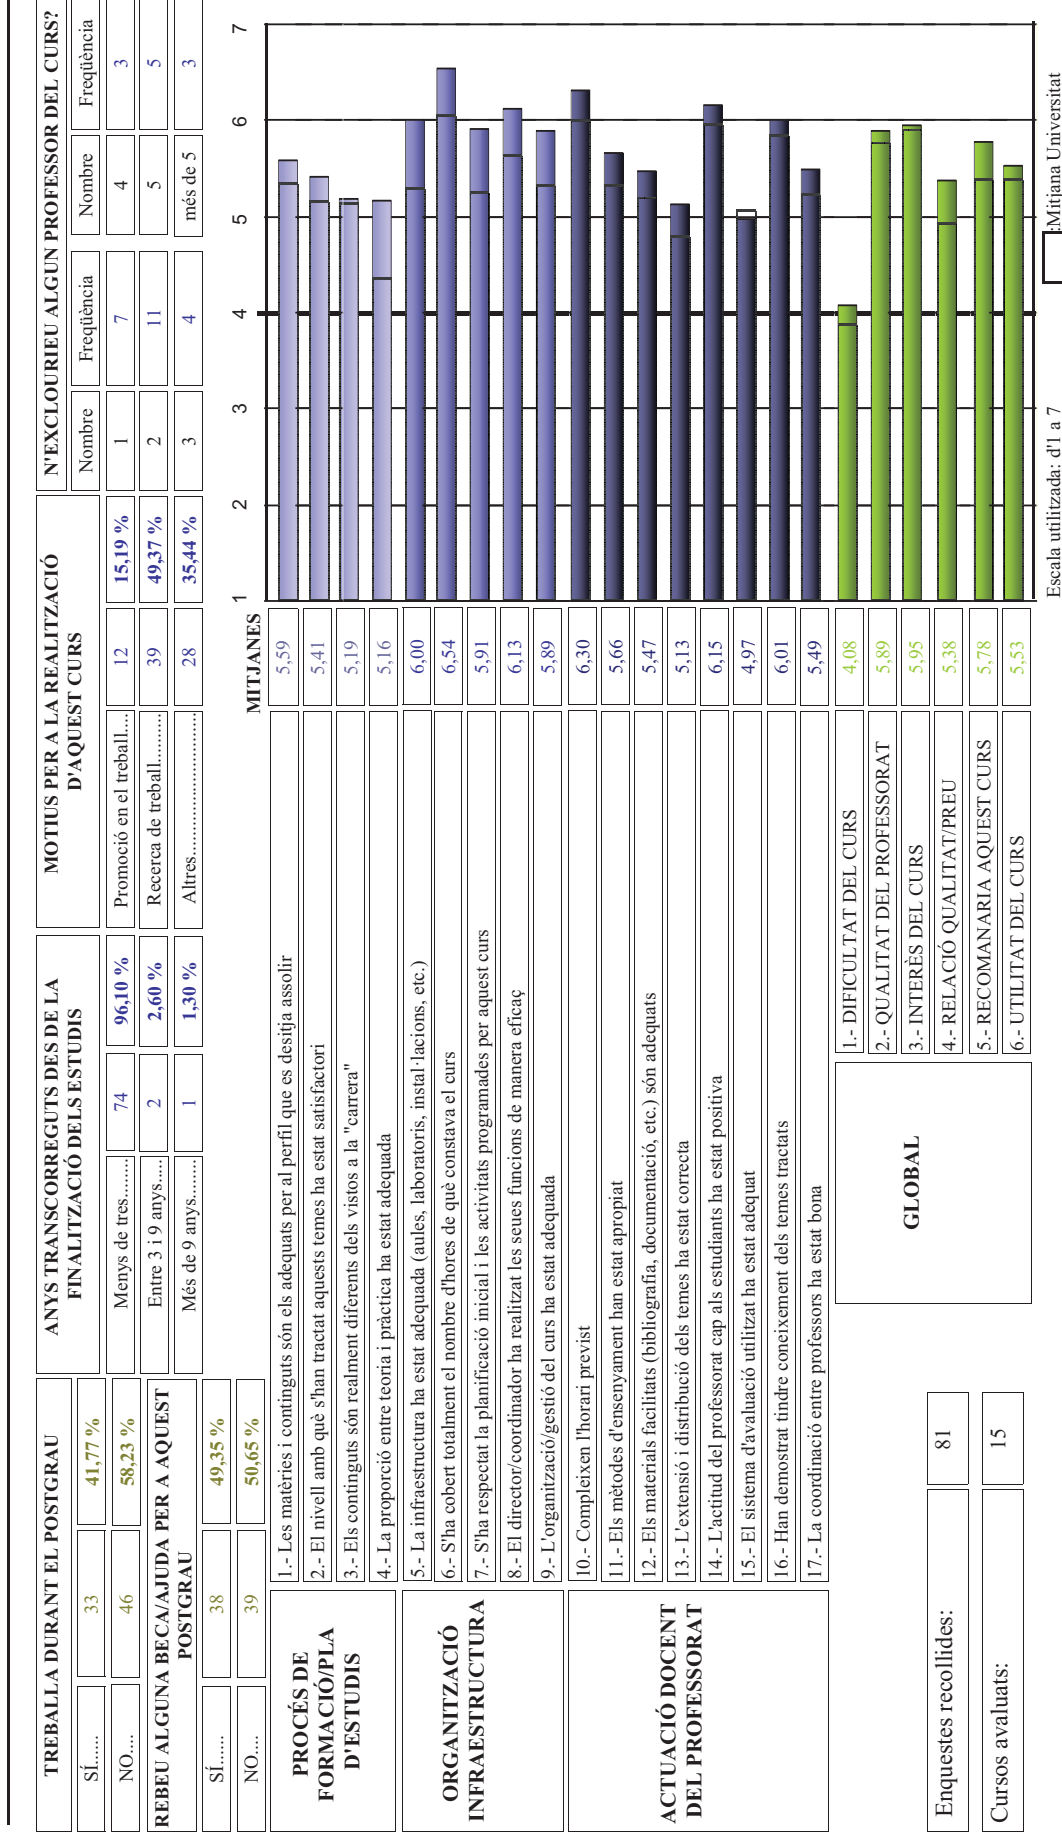 TREBALLA DURANT EL POSTGRAU
SÍ...... 33 41,77 %
NO.... 46 58,23 %
REBEU ALGUNA BECA/AJUDA PER A AQUEST
POSTGRAU
SÍ...... 38 49,35 %
NO.... 39 50,65 %
ANYS TRANSCORREGUTS DES DE LA
FINALITZACIÓ DELS ESTUDIS
Menys de tres........ 74 96,10 %
Entre 3 i 9 anys..... 2 2,60 %
Més de 9 anys........ 1 1,30 %
MOTIUS PER A LA REALITZACIÓ
D'AQUEST CURS
Promoció en el treball.... 12 15,19 %
Recerca de treball.......... 39 49,37 %
Altres............................. 28 35,44 %
N'EXCLOURIEU ALGUN PROFESSOR DEL CURS?
Nombre Freqüència Nombre Freqüència
1 7 4 3
2 11 5 5
3 4 més de 5 3
MITJANES
1 2 3 4 5 6 7
PROCÉS DE
FORMACIÓ/PLA
D'ESTUDIS
1.- Les matèries i continguts són els adequats per al perfil que es desitja assolir 5,59
2.- El nivell amb què s'han tractat aquests temes ha estat satisfactori 5,41
3.- Els continguts són realment diferents dels vistos a la "carrera" 5,19
4.- La proporció entre teoria i pràctica ha estat adequada 5,16
ORGANITZACIÓ
INFRAESTRUCTURA
5.- La infraestructura ha estat adequada (aules, laboratoris, instal·lacions, etc.) 6,00
6.- S'ha cobert totalment el nombre d'hores de què constava el curs 6,54
7.- S'ha respectat la planificació inicial i les activitats programades per aquest curs 5,91
8.- El director/coordinador ha realitzat les seues funcions de manera eficaç 6,13
9.- L'organització/gestió del curs ha estat adequada 5,89
ACTUACIÓ DOCENT
DEL PROFESSORAT
10.- Compleixen l'horari previst 6,30
11.- Els mètodes d'ensenyament han estat apropiat 5,66
12.- Els materials facilitats (bibliografia, documentació, etc.) són adequats 5,47
13.- L'extensió i distribució dels temes ha estat correcta 5,13
14.- L'actitud del professorat cap als estudiants ha estat positiva 6,15
15.- El sistema d'avaluació utilitzat ha estat adequat 4,97
16.- Han demostrat tindre coneixement dels temes tractats 6,01
17.- La coordinació entre professors ha estat bona 5,49
GLOBAL
1.- DIFICULTAT DEL CURS 4,08
2.- QUALITAT DEL PROFESSORAT 5,89
3.- INTERÈS DEL CURS 5,95
4.- RELACIÓ QUALITAT/PREU 5,38
5.- RECOMANARIA AQUEST CURS 5,78
6.- UTILITAT DEL CURS 5,53
Enquestes recollides: 81
Cursos avaluats: 15
Escala utilitzada: d'1 a 7
:Mitjana Universitat